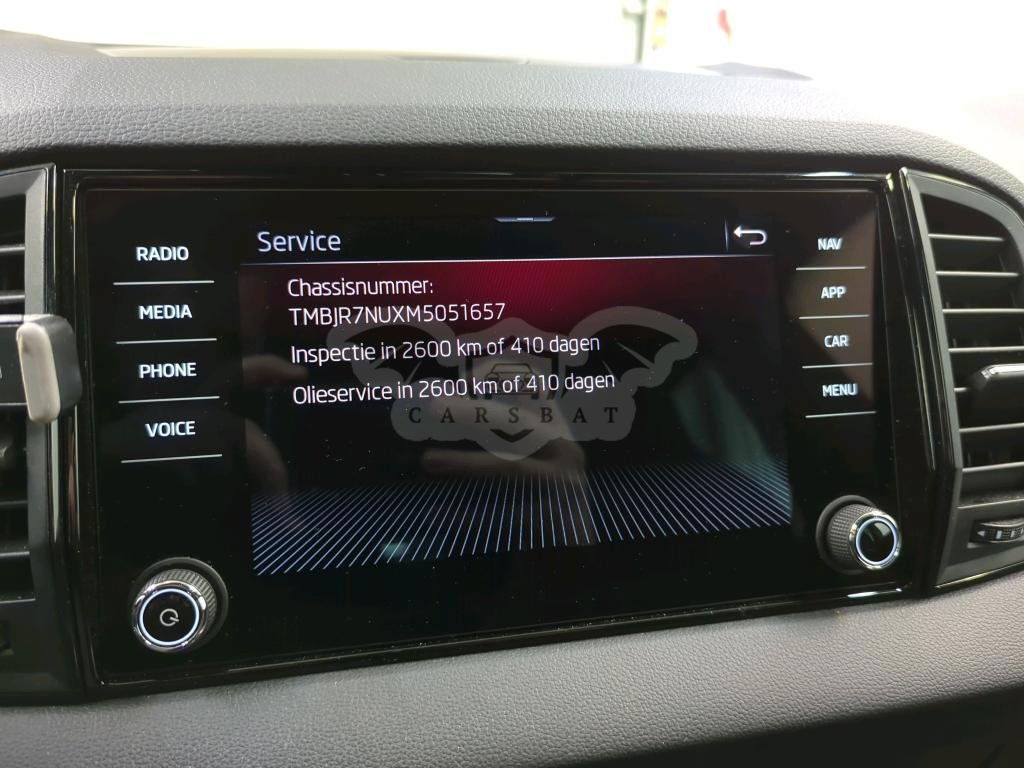 Service
RADIO
MEDIA
PHONE
VOICE
Chassisnummer:
TMBJR7NUXM5051657
Inspectie in 2600 km of 410 dagen
Olieservice in 2600 km of 410 dagen
CARSBAT
NAV
APP
CAR
MENU